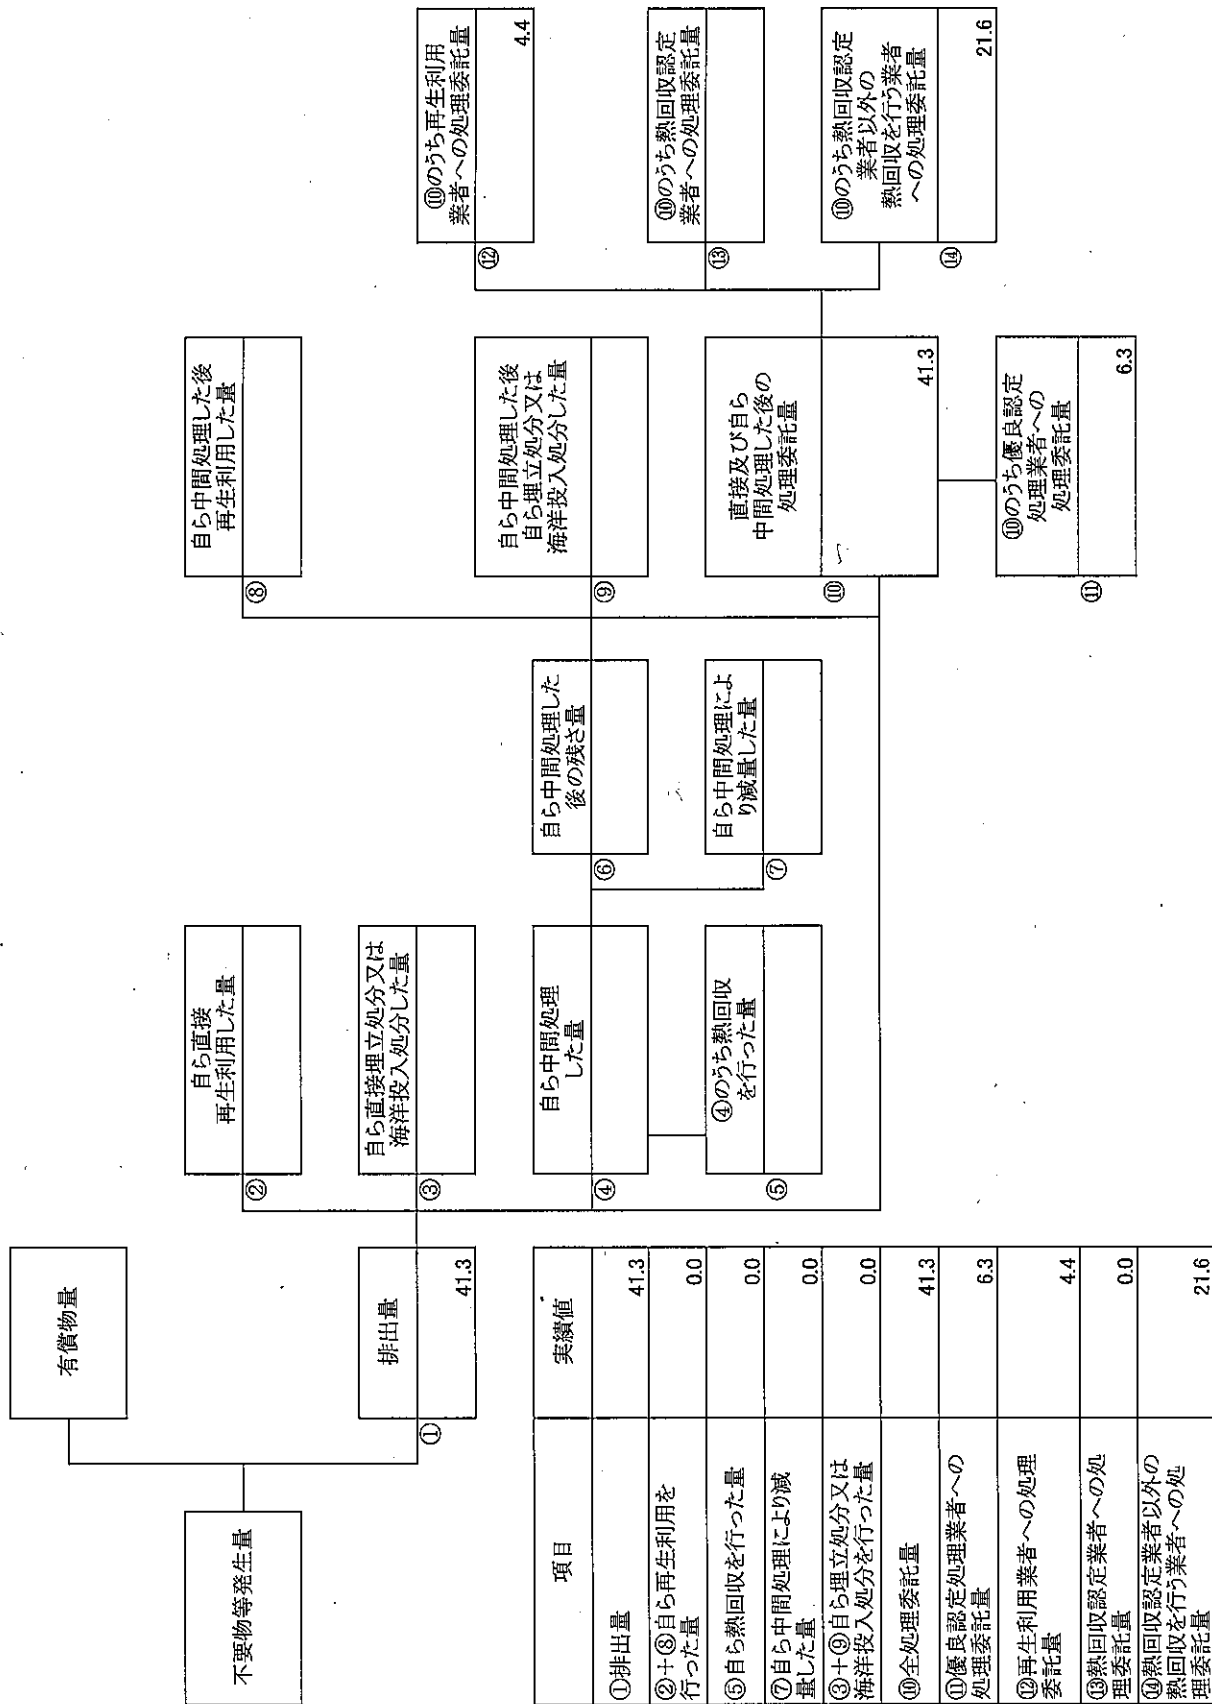 有償物量
不要物等発生量
①
排出量
41.3
②
自ら直接
再生利用した量
③
自ら直接埋立処分又は
海洋投入処分した量
④
自ら中間処理
した量
⑤
④のうち熱回収
を行った量
⑥
自ら中間処理した
後の残さ量
⑦
自ら中間処理によ
り減量した量
⑧
自ら中間処理した後
再生利用した量
⑨
自ら中間処理した後
自ら埋立処分又は
海洋投入処分した量
⑩
直接及び自ら
中間処理した後の
処理委託量
41.3
⑪
⑩のうち優良認定
処理業者への
処理委託量
6.3
⑫
⑩のうち再生利用
業者への処理委託量
4.4
⑬
⑩のうち熱回収認定
業者への処理委託量
⑭
⑩のうち熱回収認定
業者以外の
熱回収を行う業者
への処理委託量
21.6
項目 実績値
①排出量 41.3
②+⑧自ら再生利用を
行った量 0.0
⑤自ら熱回収を行った量 0.0
⑦自ら中間処理により減
量した量 0.0
③+⑨自ら埋立処分又は
海洋投入処分を行った量 0.0
⑩全処理委託量 41.3
⑪優良認定処理業者への
処理委託量 6.3
⑫再生利用業者への処理
委託量 4.4
⑬熱回収認定業者への処
理委託量 0.0
⑭熱回収認定業者以外の
熱回収を行う業者への処
理委託量 21.6